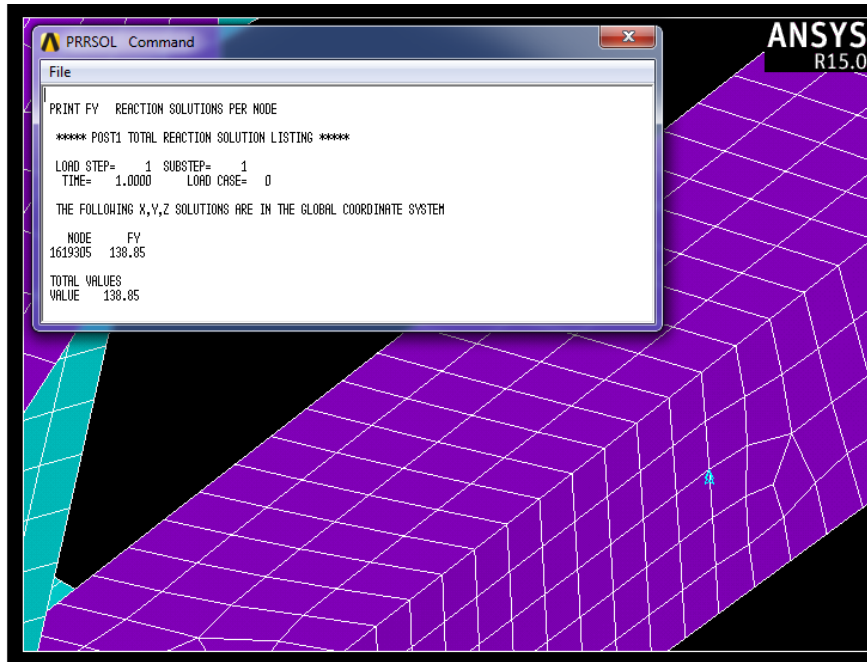 PRRSOL Command
File
PRINT FY REACTION SOLUTIONS PER NODE
***** POST1 TOTAL REACTION SOLUTION LISTING *****
LOAD STEP= 1 SUBSTEP= 1
TIME= 1.0000 LOAD CASE= 0
THE FOLLOWING X,Y,Z SOLUTIONS ARE IN THE GLOBAL COORDINATE SYSTEM
NODE FY
1619305 138.85
TOTAL VALUES
VALUE 138.85
ANSYS
R15.0